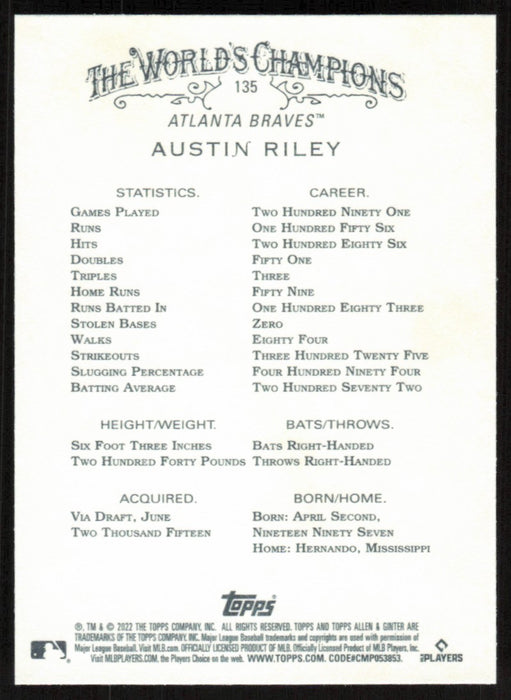 THE WORLD'S CHAMPIONS
135
ATLANTA BRAVES™
AUSTIN RILEY
STATISTICS. CAREER.
GAMES PLAYED TWO HUNDRED NINETY ONE
RUNS ONE HUNDRED FIFTY SIX
HITS TWO HUNDRED EIGHTY SIX
DOUBLES FIFTY ONE
TRIPLES THREE
HOME RUNS FIFTY NINE
RUNS BATTED IN ONE HUNDRED EIGHTY THREE
STOLEN BASES ZERO
WALKS EIGHTY FOUR
STRIKEOUTS THREE HUNDRED TWENTY FIVE
SLUGGING PERCENTAGE FOUR HUNDRED NINETY FOUR
BATTING AVERAGE TWO HUNDRED SEVENTY TWO
HEIGHT/WEIGHT. BATS/THROWS.
SIX FOOT THREE INCHES BATS RIGHT-HANDED
TWO HUNDRED FORTY POUNDS THROWS RIGHT-HANDED
ACQUIRED. BORN/HOME.
VIA DRAFT, JUNE BORN: APRIL SECOND,
TWO THOUSAND FIFTEEN NINETEEN NINETY SEVEN
HOME: HERNANDO, MISSISSIPPI
topps
®, TM & © 2022 THE TOPPS COMPANY, INC. ALL RIGHTS RESERVED. TOPPS AND TOPPS ALLEN & GINTER ARE
TRADEMARKS OF THE TOPPS COMPANY, INC. Major League Baseball trademarks and copyrights are used with permission of
Major League Baseball. Visit MLB.com. OFFICIALLY LICENSED PRODUCT OF MLB. Officially Licensed Product of MLB Players, Inc.
Visit MLBPLAYERS.COM, the Players Choice on the web. WWW.TOPPS.COM. CODE#CMP053853.
PLAYERS